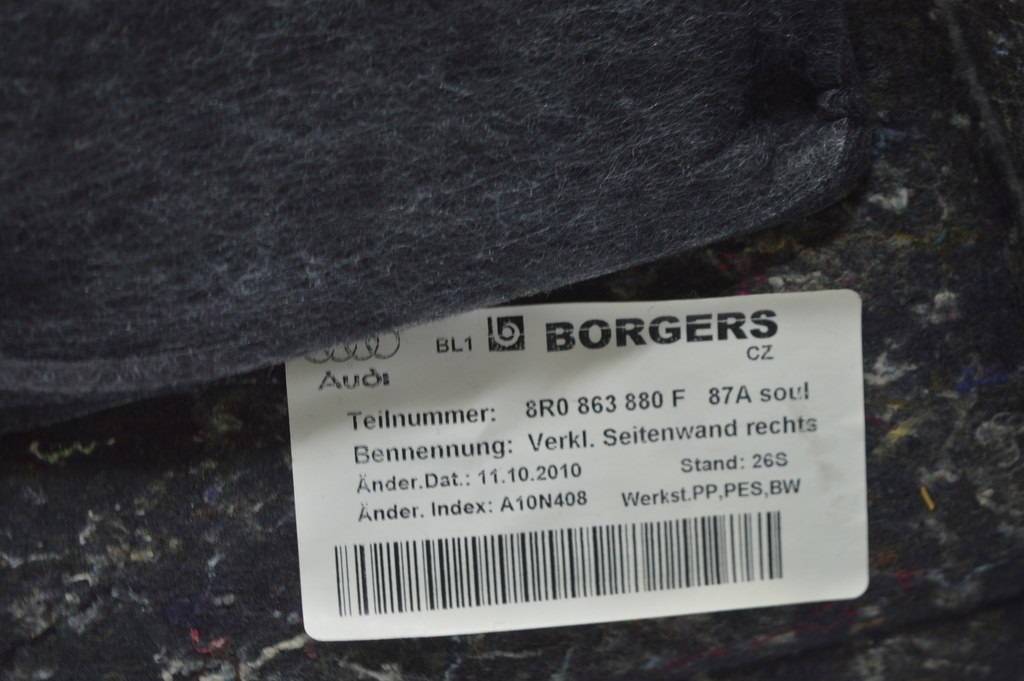 BL1 BORGERS
CZ
Audi
Teilnummer: 8R0 863 880 F 87A soul
Bennennung: Verkl. Seitenwand rechts
Änder.Dat.: 11.10.2010 Stand: 26S
Änder. Index: A10N408 Werkst.PP,PES,BW